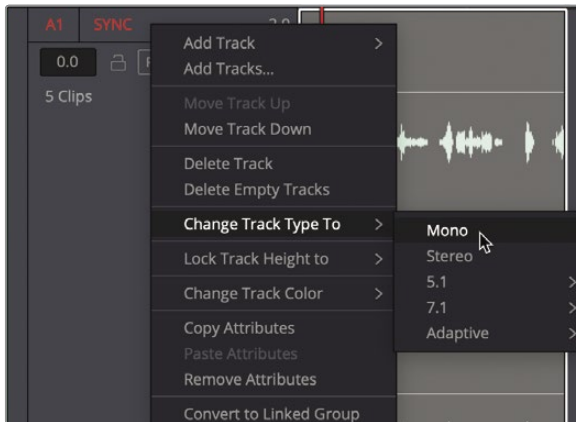 A1 SYNC 2.0
0.0
5 Clips
Add Track >
Add Tracks...
Move Track Up
Move Track Down
Delete Track
Delete Empty Tracks
Change Track Type To >
Lock Track Height to >
Change Track Color >
Copy Attributes
Paste Attributes
Remove Attributes
Convert to Linked Group
Mono
Stereo
5.1 >
7.1 >
Adaptive >